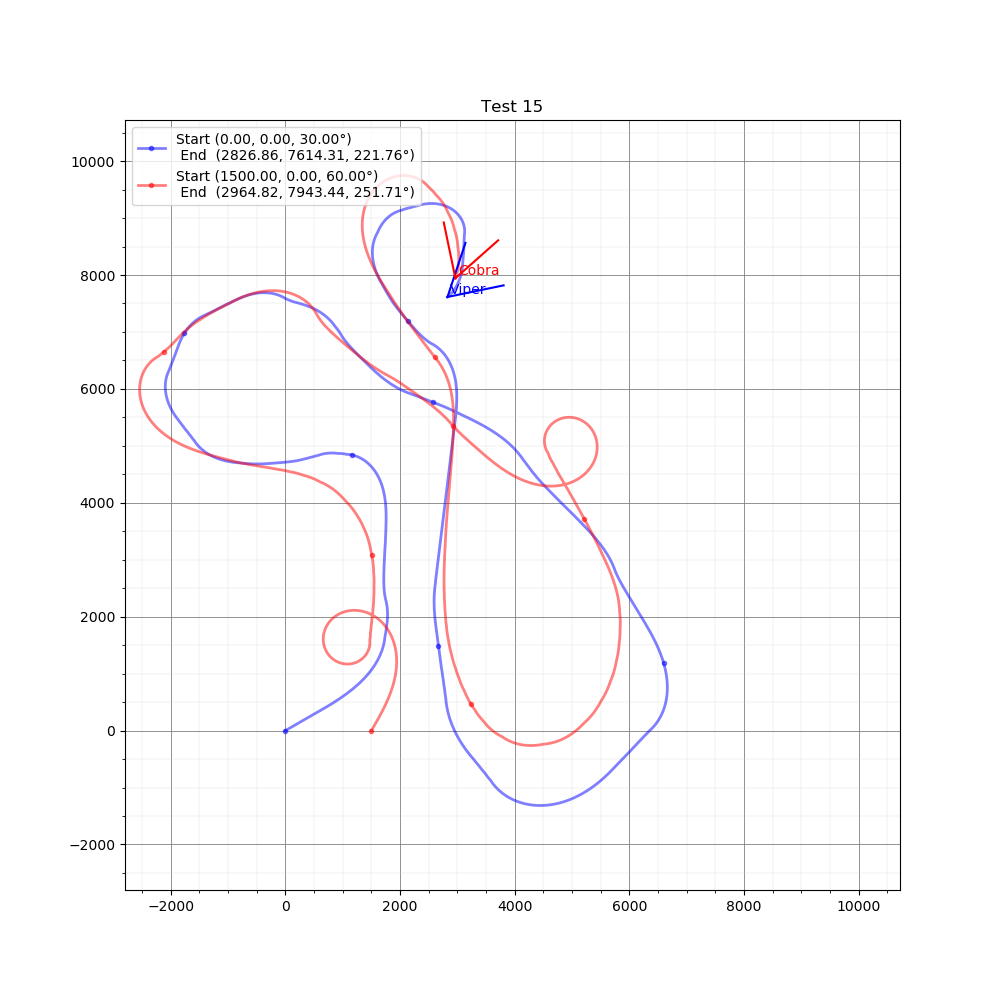 Test 15
Start (0.00, 0.00, 30.00°)
End  (2826.86, 7614.31, 221.76°)
Start (1500.00, 0.00, 60.00°)
End  (2964.82, 7943.44, 251.71°)
10000
8000
6000
4000
2000
0
−2000
Cobra
Viper
−2000 0 2000 4000 6000 8000 10000